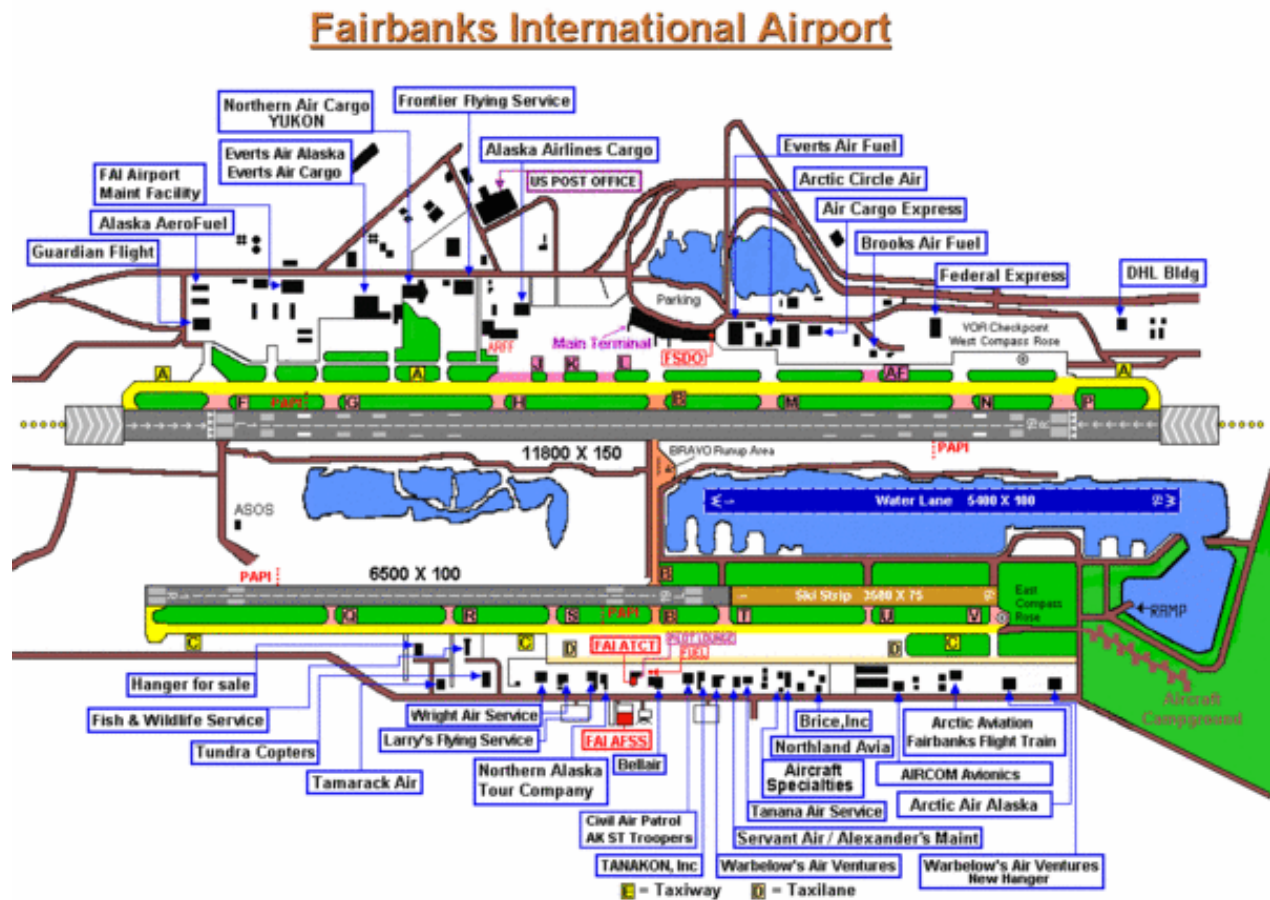 Fairbanks International Airport
Northern Air Cargo
YUKON
Frontier Flying Service
Everts Air Alaska
Everts Air Cargo
Alaska Airlines Cargo
US POST OFFICE
FAI Airport
Maint Facility
Alaska AeroFuel
Guardian Flight
Everts Air Fuel
Arctic Circle Air
Air Cargo Express
Brooks Air Fuel
Federal Express
DHL Bldg
Parking
Main Terminal
ARFF
FSDO
VOR Checkpoint
West Compass Rose
J K L
AF
A A A
PAPI
F G H B M N P
11800 X 150
BRAVO Runup Area
PAPI
ASOS
W 1 Water Lane 5400 X 100 19 W
PAPI
6500 X 100
B
Ski Strip 3500 X 75
East
Compass
Rose
RAMP
Q R S PAPI B T U V
C C C
D D
FAI ATCT
PILOT LOUNGE
FUEL
Aircraft
Campground
Hanger for sale
Fish & Wildlife Service
Tundra Copters
Tamarack Air
Wright Air Service
Larry's Flying Service
Northern Alaska
Tour Company
FAI AFSS
Bellair
Civil Air Patrol
AK ST Troopers
TANAKON, Inc
Brice,Inc
Northland Avia
Aircraft
Specialties
Tanana Air Service
Servant Air / Alexander's Maint
Warbelow's Air Ventures
Arctic Aviation
Fairbanks Flight Train
AIRCOM Avionics
Arctic Air Alaska
Warbelow's Air Ventures
New Hanger
E = Taxiway
D = Taxilane